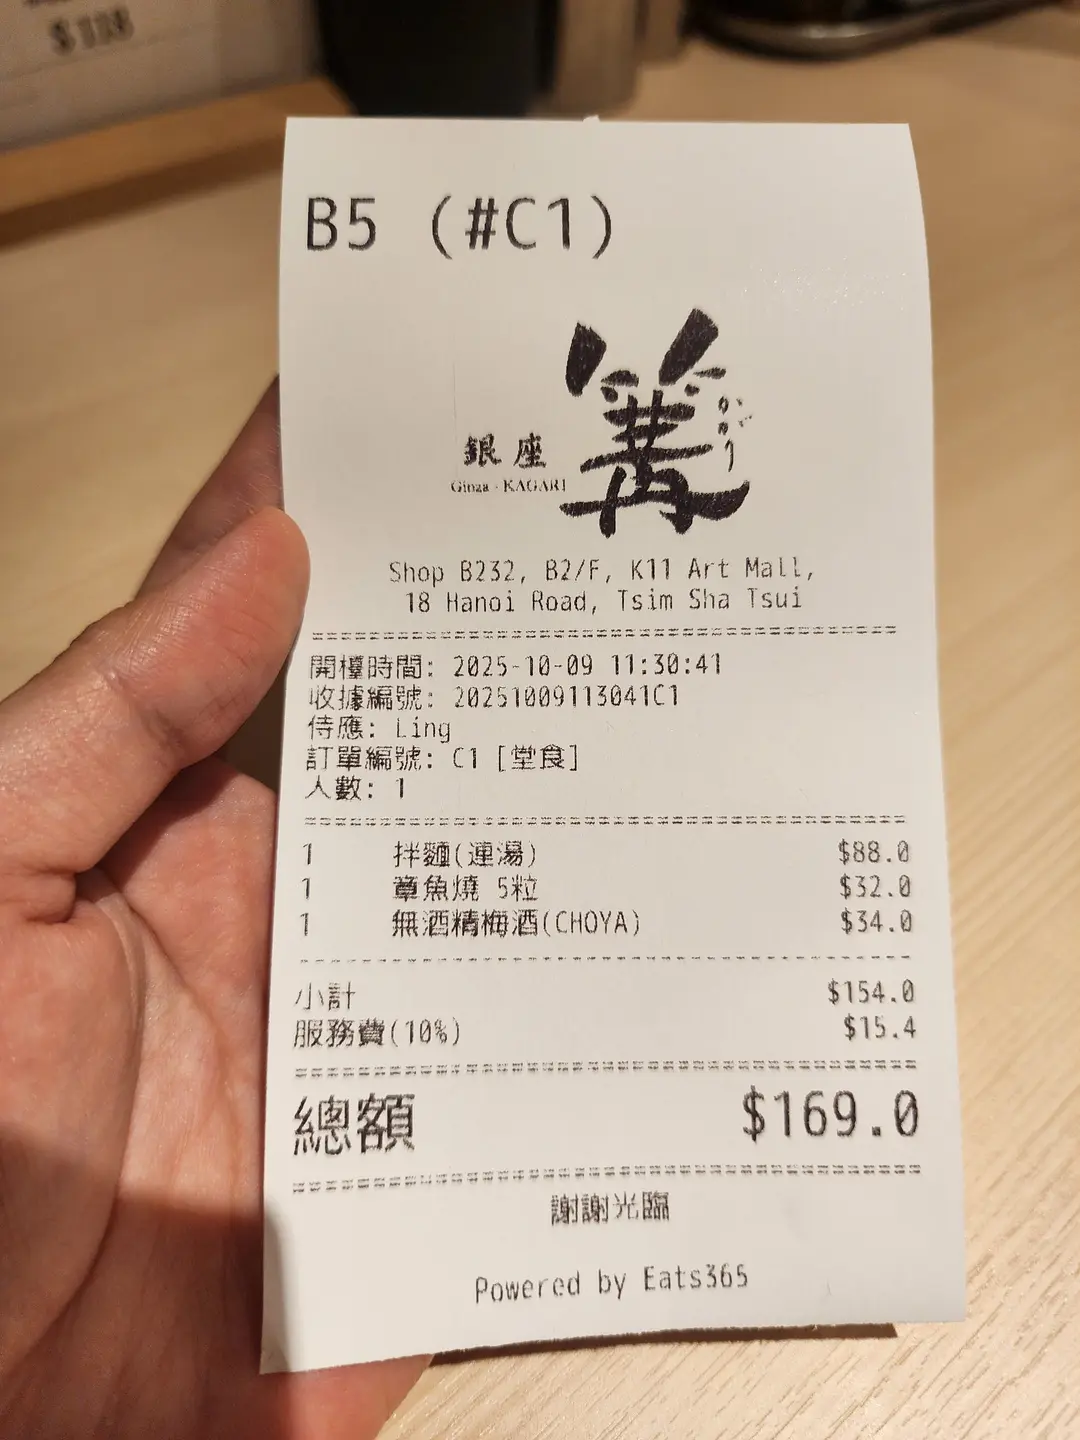 $118
B5 (#C1)
篝
かがり
銀座
Ginza · KAGARI
Shop B232, B2/F, K11 Art Mall,
18 Hanoi Road, Tsim Sha Tsui
開檯時間: 2025-10-09 11:30:41
收據編號: 20251009113041C1
侍應: Ling
訂單編號: C1 [堂食]
人數: 1
1 拌麵(連湯) $88.0
1 章魚燒 5粒 $32.0
1 無酒精梅酒(CHOYA) $34.0
小計 $154.0
服務費(10%) $15.4
總額 $169.0
謝謝光臨
Powered by Eats365